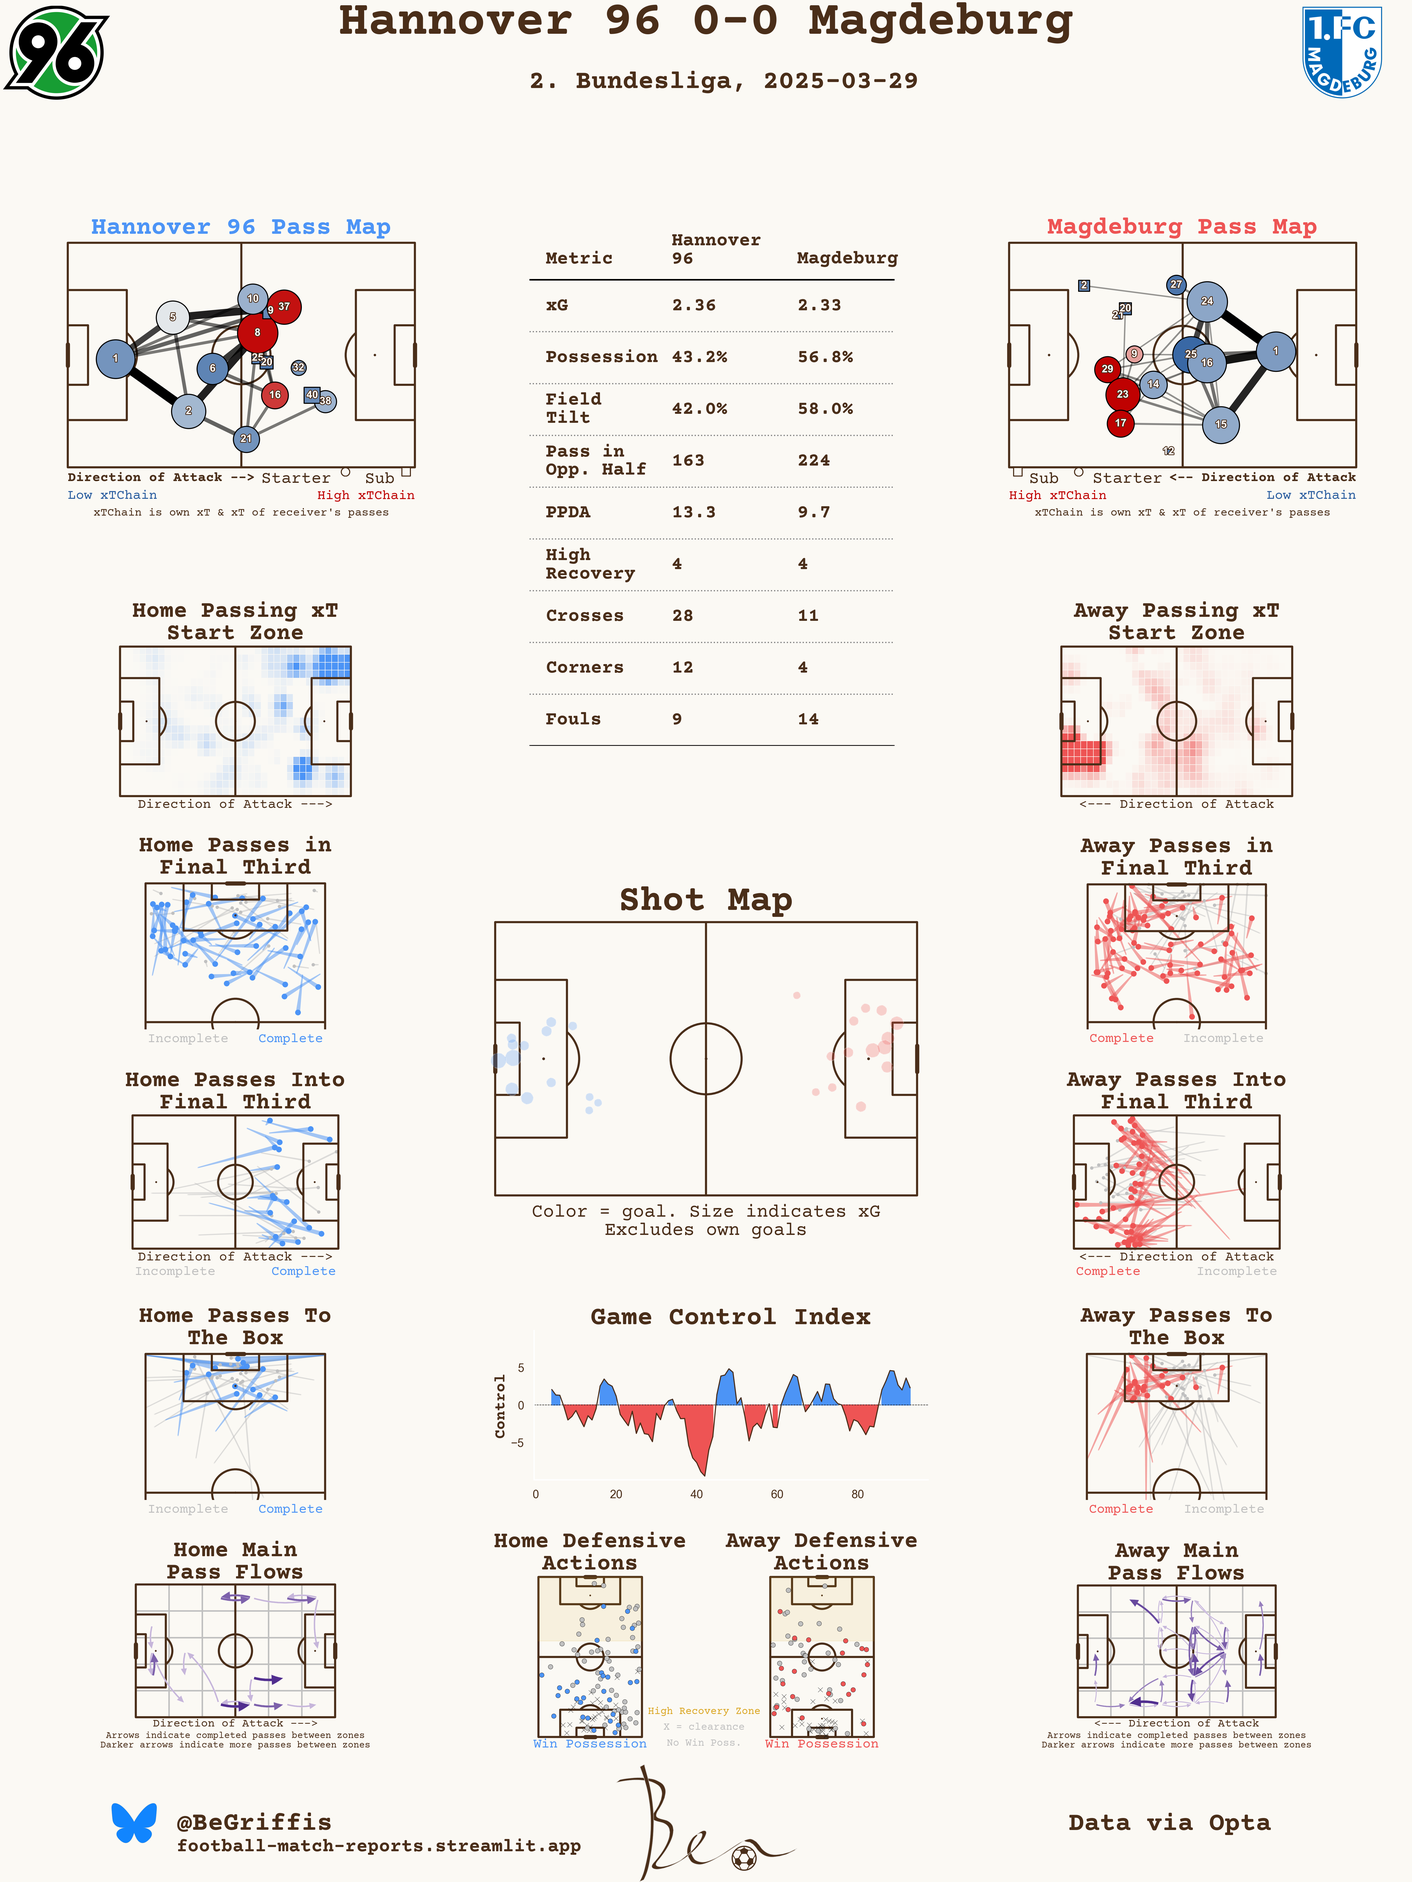 Hannover 96 0-0 Magdeburg
2. Bundesliga, 2025-03-29
96
1.FC
MAGDEBURG
Hannover 96 Pass Map
1
5
2
6
10
37
9
8
25
20
32
16
40
38
21
Direction of Attack --> Starter Sub
Low xTChain High xTChain
xTChain is own xT & xT of receiver's passes
Metric Hannover 96 Magdeburg
xG 2.36 2.33
Possession 43.2% 56.8%
Field Tilt 42.0% 58.0%
Pass in Opp. Half 163 224
PPDA 13.3 9.7
High Recovery 4 4
Crosses 28 11
Corners 12 4
Fouls 9 14
Magdeburg Pass Map
2
27
24
20
21
9
25
16
1
29
14
23
17
15
12
Sub Starter <-- Direction of Attack
High xTChain Low xTChain
xTChain is own xT & xT of receiver's passes
Home Passing xT
Start Zone
Direction of Attack --->
Away Passing xT
Start Zone
<--- Direction of Attack
Home Passes in
Final Third
Incomplete Complete
Shot Map
Color = goal. Size indicates xG
Excludes own goals
Away Passes in
Final Third
Complete Incomplete
Home Passes Into
Final Third
Direction of Attack --->
Incomplete Complete
Away Passes Into
Final Third
<--- Direction of Attack
Complete Incomplete
Home Passes To
The Box
Incomplete Complete
Game Control Index
Control
5
0
−5
0 20 40 60 80
Away Passes To
The Box
Complete Incomplete
Home Main
Pass Flows
Direction of Attack --->
Arrows indicate completed passes between zones
Darker arrows indicate more passes between zones
Home Defensive
Actions
Win Possession
High Recovery Zone
X = clearance
No Win Poss.
Away Defensive
Actions
Win Possession
Away Main
Pass Flows
<--- Direction of Attack
Arrows indicate completed passes between zones
Darker arrows indicate more passes between zones
@BeGriffis
football-match-reports.streamlit.app
Ben
Data via Opta